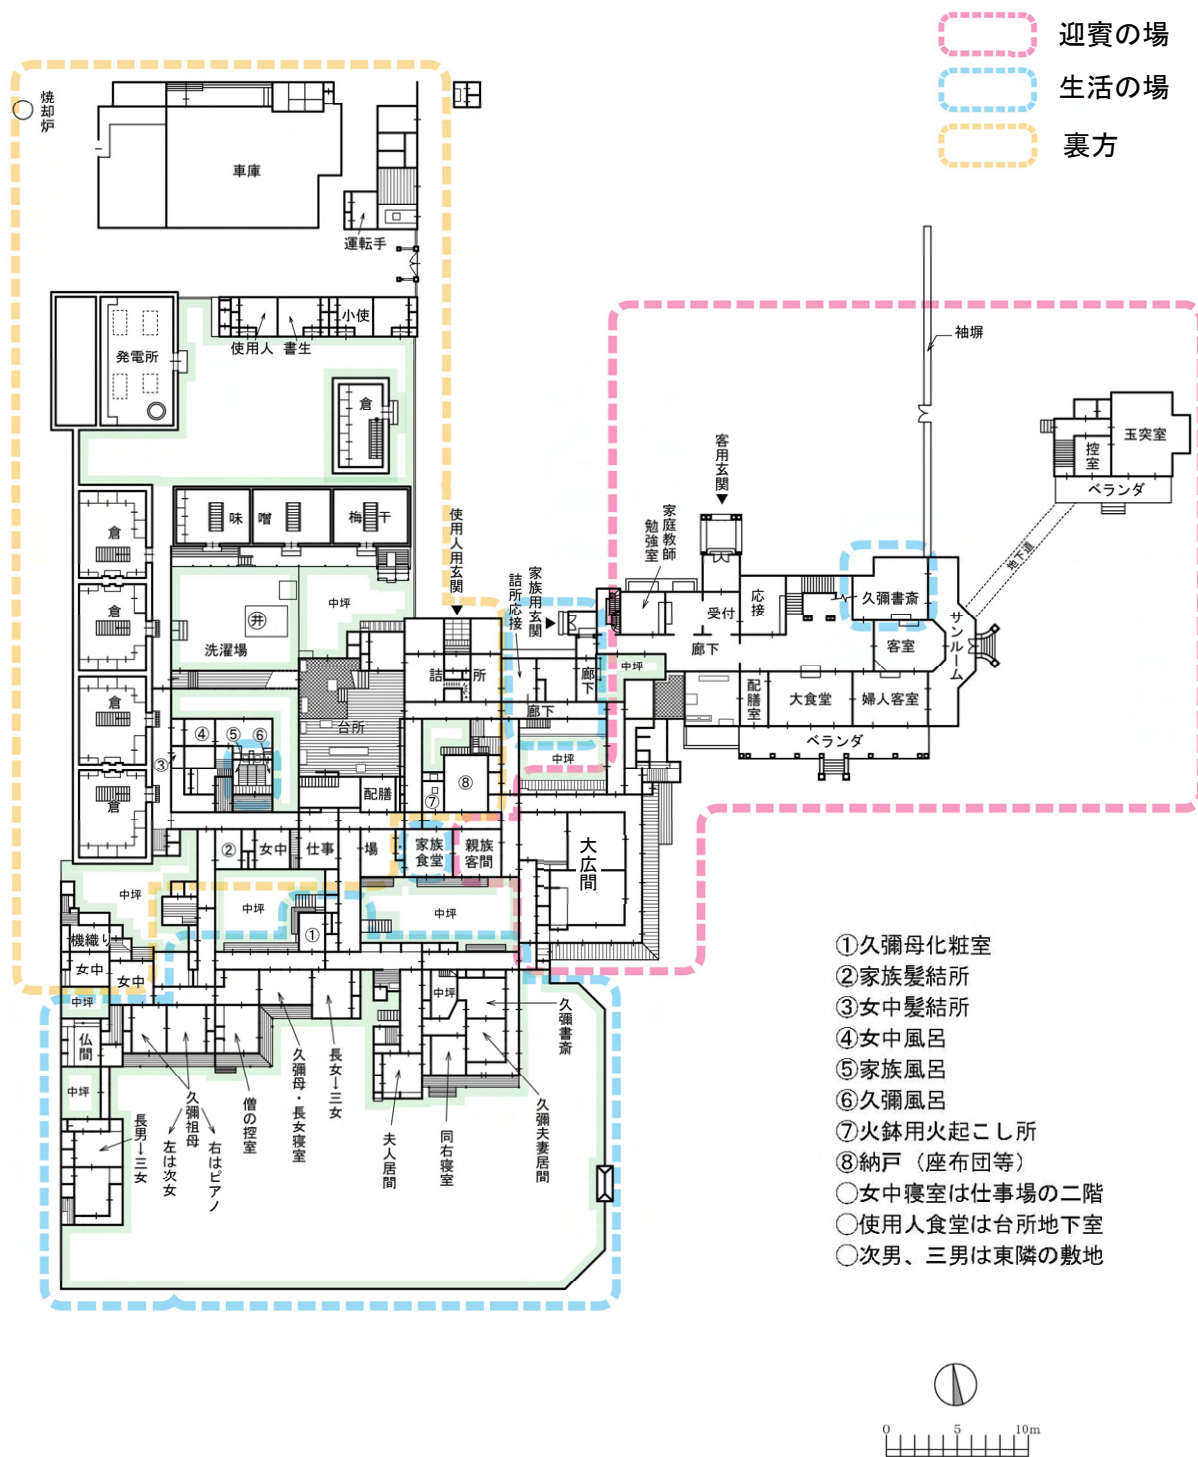 迎賓の場
生活の場
裏方
焼却炉
車庫
運転手
使用人
書生
小使
発電所
倉
袖塀
玉突室
控室
ベランダ
地下道
客用玄関
家庭教師
勉強室
使用人用玄関
家族用玄関
詰所応接
味
噌
梅干
倉
中坪
井
洗濯場
倉
受付
応接
久彌書斎
廊下
客室
サンルーム
中坪
詰所
廊下
倉
台所
廊下
配膳室
大食堂
婦人客室
④
⑤
⑥
③
中坪
ベランダ
倉
⑧
⑦
配膳
②
女中
仕事場
家族食堂
親族客間
大広間
中坪
中坪
中坪
機織り
①
女中
女中
中坪
中坪
仏間
中坪
長男→三女
久彌祖母
左は次女
右はピアノ
僧の控室
久彌母・長女寝室
長女→三女
夫人居間
同右寝室
久彌夫妻居間
久彌書斎
①久彌母化粧室
②家族髪結所
③女中髪結所
④女中風呂
⑤家族風呂
⑥久彌風呂
⑦火鉢用火起こし所
⑧納戸（座布団等）
○女中寝室は仕事場の二階
○使用人食堂は台所地下室
○次男、三男は東隣の敷地
0 5 10m